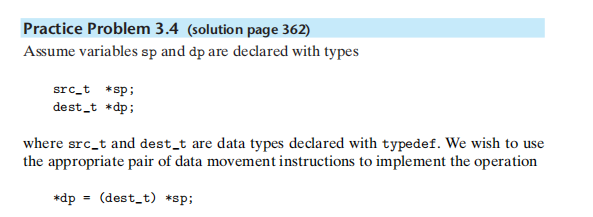 Practice Problem 3.4 (solution page 362)
Assume variables sp and dp are declared with types
src_t *sp;
dest_t *dp;
where src_t and dest_t are data types declared with typedef. We wish to use
the appropriate pair of data movement instructions to implement the operation
*dp = (dest_t) *sp;